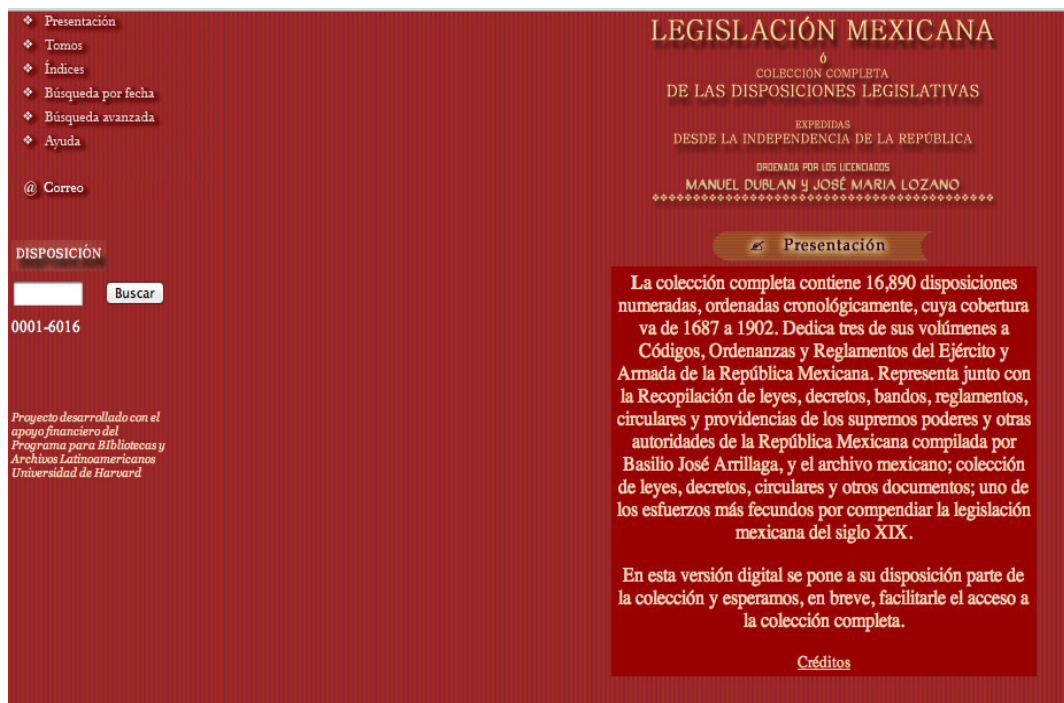 Presentación
Tomos
Índices
Búsqueda por fecha
Búsqueda avanzada
Ayuda
@ Correo
DISPOSICIÓN
Buscar
0001-6016
Proyecto desarrollado con el
apoyo financiero del
Programa para BIbliotecas y
Archivos Latinoamericanos
Universidad de Harvard
LEGISLACIÓN MEXICANA
ó
COLECCIÓN COMPLETA
DE LAS DISPOSICIONES LEGISLATIVAS
EXPEDIDAS
DESDE LA INDEPENDENCIA DE LA REPÚBLICA
ORDENADA POR LOS LICENCIADOS
MANUEL DUBLAN y JOSÉ MARIA LOZANO
Presentación
La colección completa contiene 16,890 disposiciones
numeradas, ordenadas cronológicamente, cuya cobertura
va de 1687 a 1902. Dedica tres de sus volúmenes a
Códigos, Ordenanzas y Reglamentos del Ejército y
Armada de la República Mexicana. Representa junto con
la Recopilación de leyes, decretos, bandos, reglamentos,
circulares y providencias de los supremos poderes y otras
autoridades de la República Mexicana compilada por
Basilio José Arrillaga, y el archivo mexicano; colección
de leyes, decretos, circulares y otros documentos; uno de
los esfuerzos más fecundos por compendiar la legislación
mexicana del siglo XIX.
En esta versión digital se pone a su disposición parte de
la colección y esperamos, en breve, facilitarle el acceso a
la colección completa.
Créditos